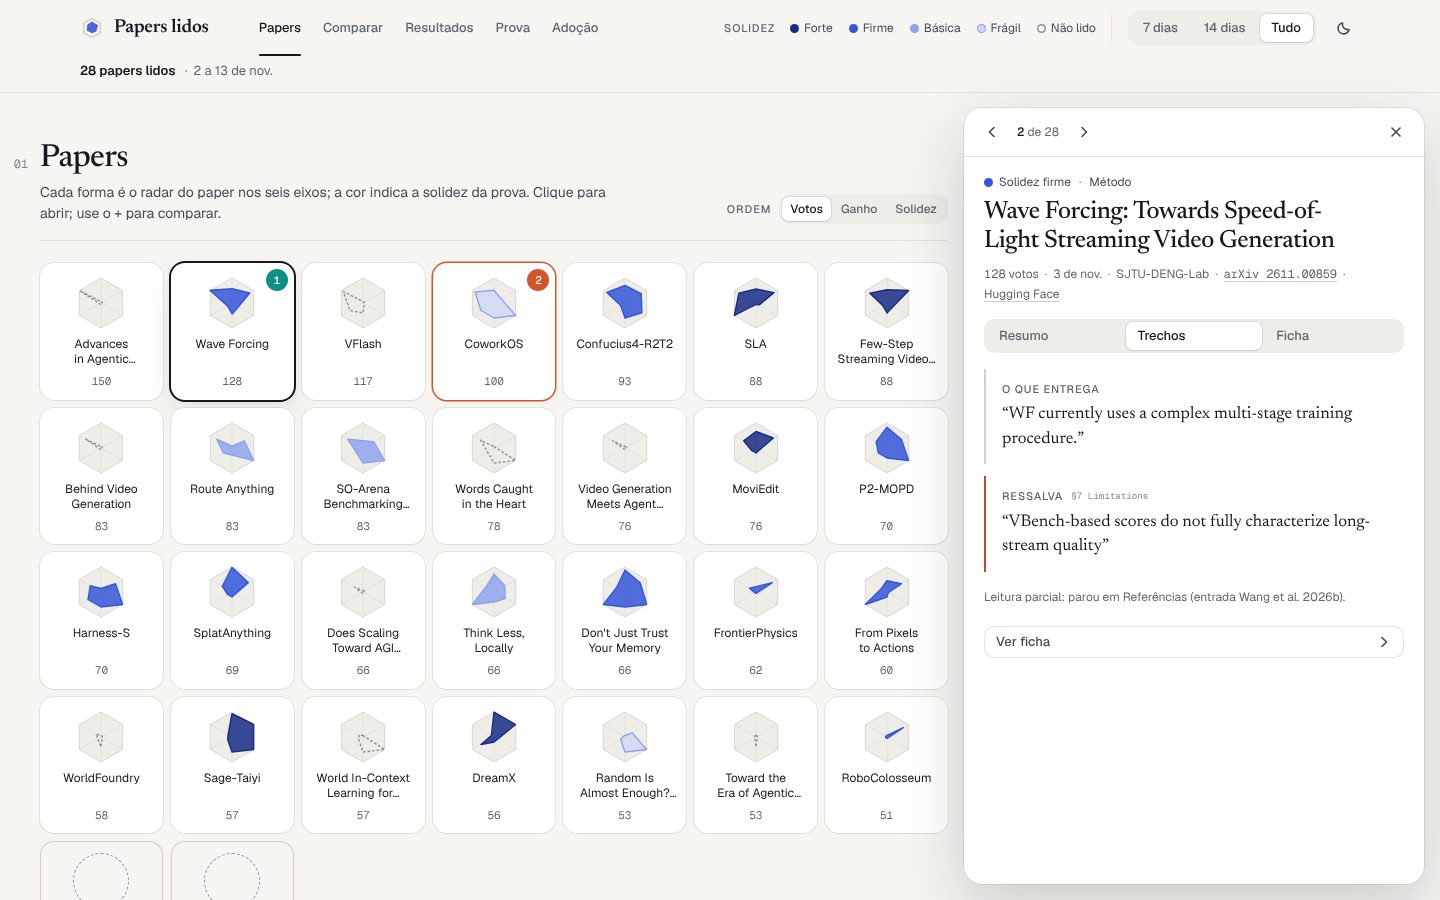 Papers lidos
Papers Comparar Resultados Prova Adoção
SOLIDEZ Forte Firme Básica Frágil Não lido
7 dias 14 dias Tudo
28 papers lidos · 2 a 13 de nov.
01 Papers
Cada forma é o radar do paper nos seis eixos; a cor indica a solidez da prova. Clique para
abrir; use o + para comparar.
ORDEM Votos Ganho Solidez
Advances
in Agentic…
150
1
Wave Forcing
128
VFlash
117
2
CoworkOS
100
Confucius4-R2T2
93
SLA
88
Few-Step
Streaming Video…
88
Behind Video
Generation
83
Route Anything
83
SO-Arena
Benchmarking…
83
Words Caught
in the Heart
78
Video Generation
Meets Agent…
76
MoviEdit
76
P2-MOPD
70
Harness-S
70
SplatAnything
69
Does Scaling
Toward AGI…
66
Think Less,
Locally
66
Don't Just Trust
Your Memory
66
FrontierPhysics
62
From Pixels
to Actions
60
WorldFoundry
58
Sage-Taiyi
57
World In-Context
Learning for…
57
DreamX
56
Random Is
Almost Enough?…
53
Toward the
Era of Agentic…
53
RoboColosseum
51
2 de 28
Solidez firme · Método
Wave Forcing: Towards Speed-of-
Light Streaming Video Generation
128 votos · 3 de nov. · SJTU-DENG-Lab · arXiv 2611.00859 ·
Hugging Face
Resumo Trechos Ficha
O QUE ENTREGA
“WF currently uses a complex multi-stage training
procedure.”
RESSALVA §7 Limitations
“VBench-based scores do not fully characterize long-
stream quality”
Leitura parcial: parou em Referências (entrada Wang et al. 2026b).
Ver ficha